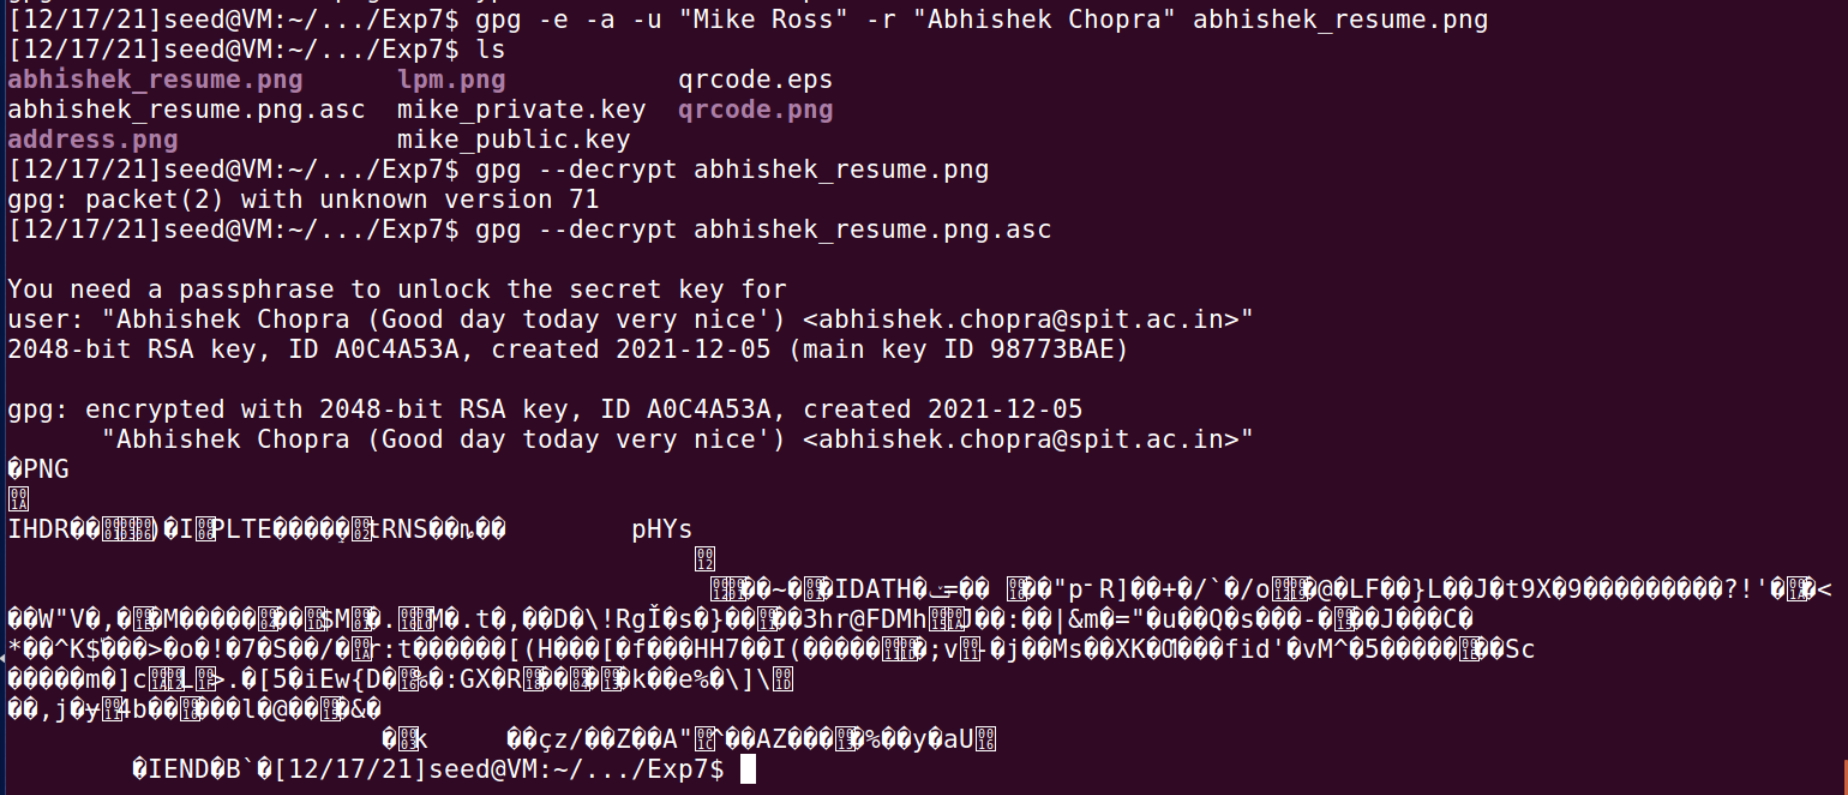 [12/17/21]seed@VM:~/.../Exp7$ gpg -e -a -u "Mike Ross" -r "Abhishek Chopra" abhishek_resume.png
[12/17/21]seed@VM:~/.../Exp7$ ls
abhishek_resume.png      lpm.png           qrcode.eps
abhishek_resume.png.asc  mike_private.key  qrcode.png
address.png              mike_public.key
[12/17/21]seed@VM:~/.../Exp7$ gpg --decrypt abhishek_resume.png
gpg: packet(2) with unknown version 71
[12/17/21]seed@VM:~/.../Exp7$ gpg --decrypt abhishek_resume.png.asc
You need a passphrase to unlock the secret key for
user: "Abhishek Chopra (Good day today very nice') <abhishek.chopra@spit.ac.in>"
2048-bit RSA key, ID A0C4A53A, created 2021-12-05 (main key ID 98773BAE)
gpg: encrypted with 2048-bit RSA key, ID A0C4A53A, created 2021-12-05
      "Abhishek Chopra (Good day today very nice') <abhishek.chopra@spit.ac.in>"
�PNG
IHDR PLTE tRNS pHYs
�IEND�B`�[12/17/21]seed@VM:~/.../Exp7$